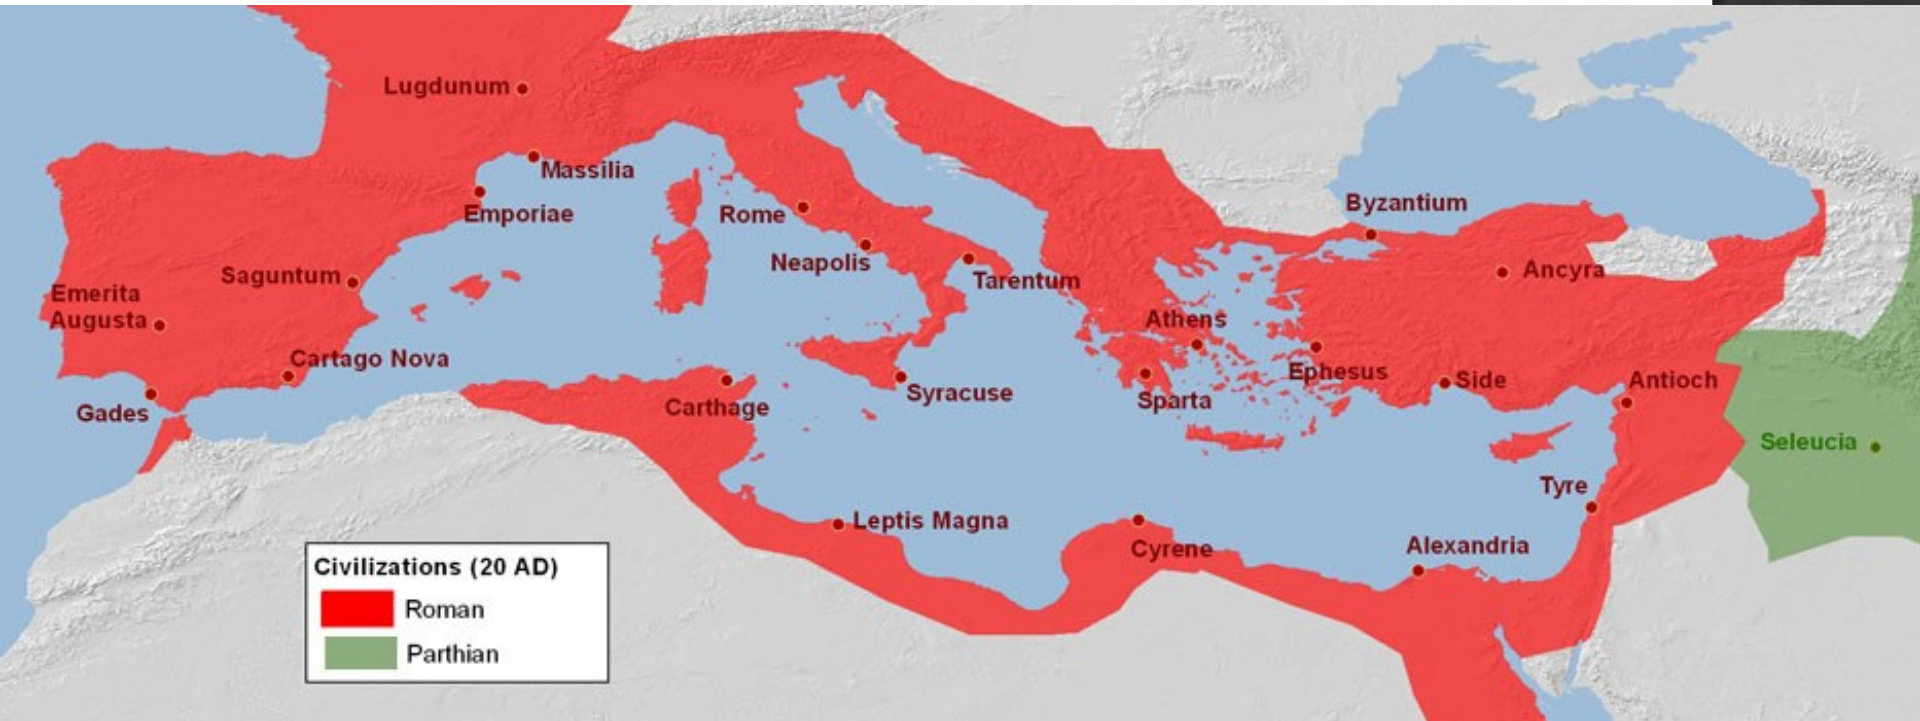 Lugdunum
Massilia
Emporiae
Rome
Byzantium
Neapolis
Saguntum
Tarentum
Ancyra
Emerita
Augusta
Athens
Cartago Nova
Ephesus
Side
Antioch
Gades
Carthage
Syracuse
Sparta
Seleucia
Tyre
Leptis Magna
Cyrene
Alexandria
Civilizations (20 AD)
Roman
Parthian